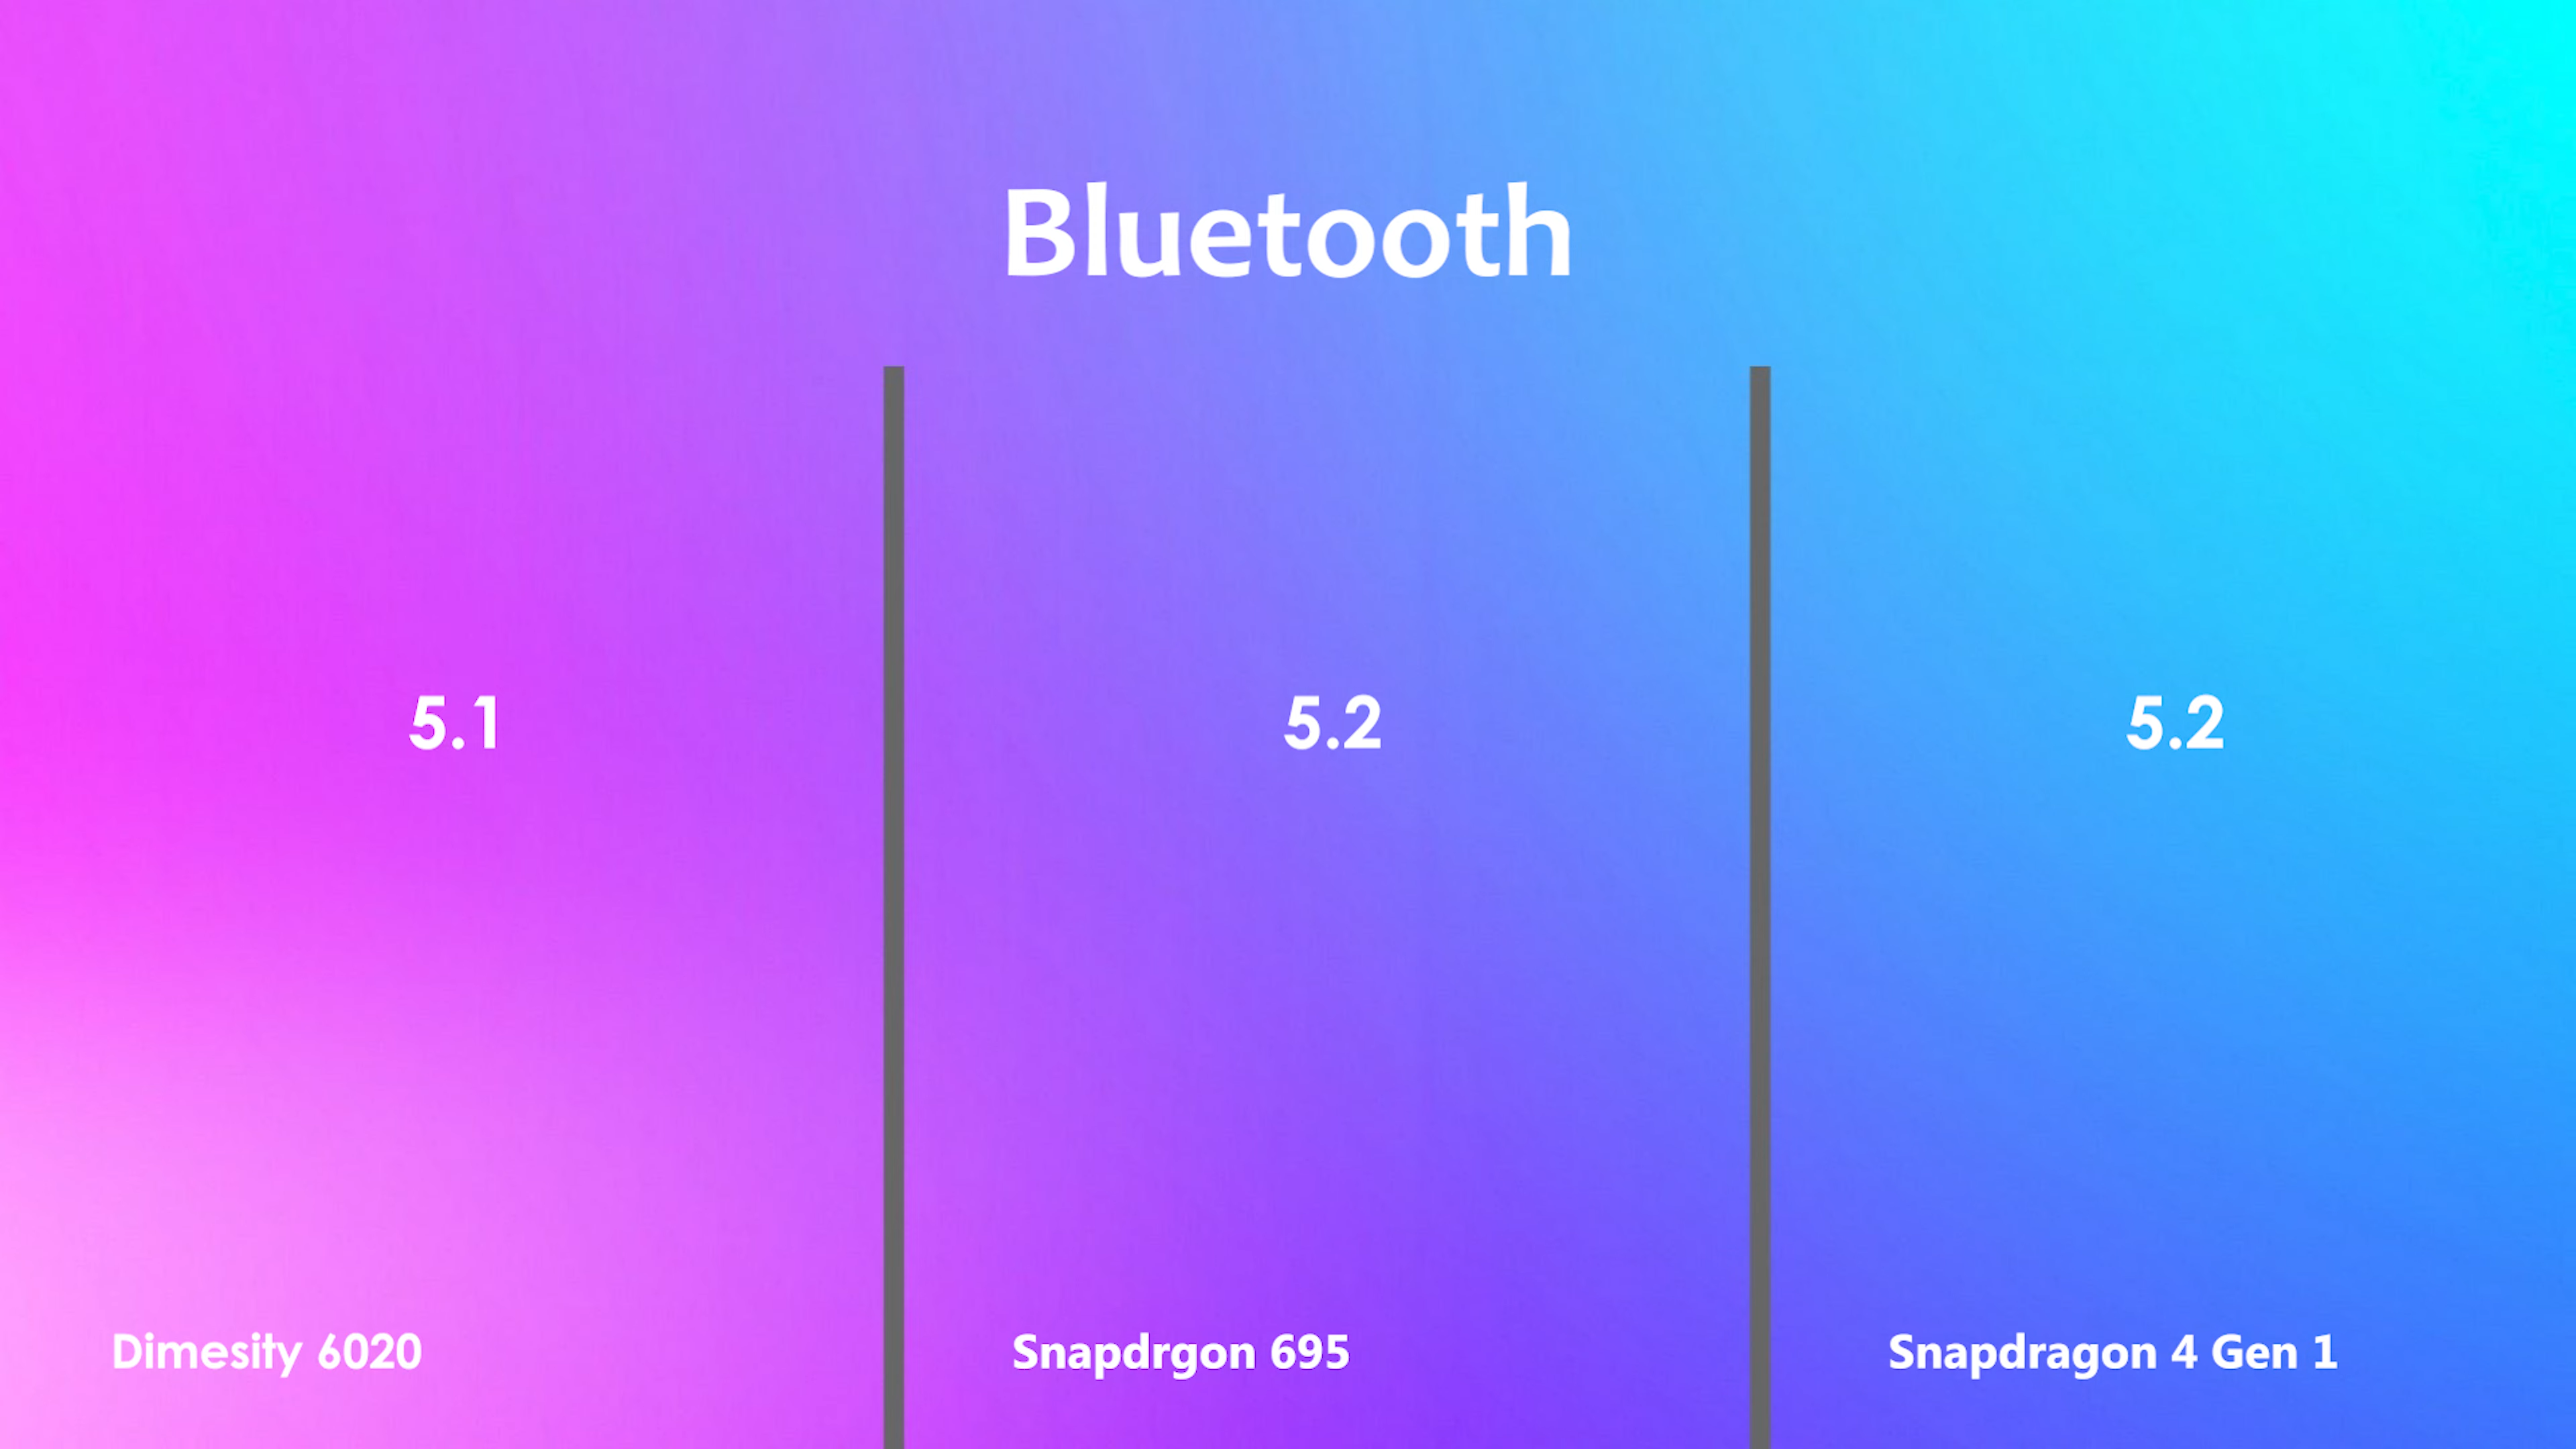 Bluetooth
5.1
5.2
5.2
Dimesity 6020
Snapdrgon 695
Snapdragon 4 Gen 1